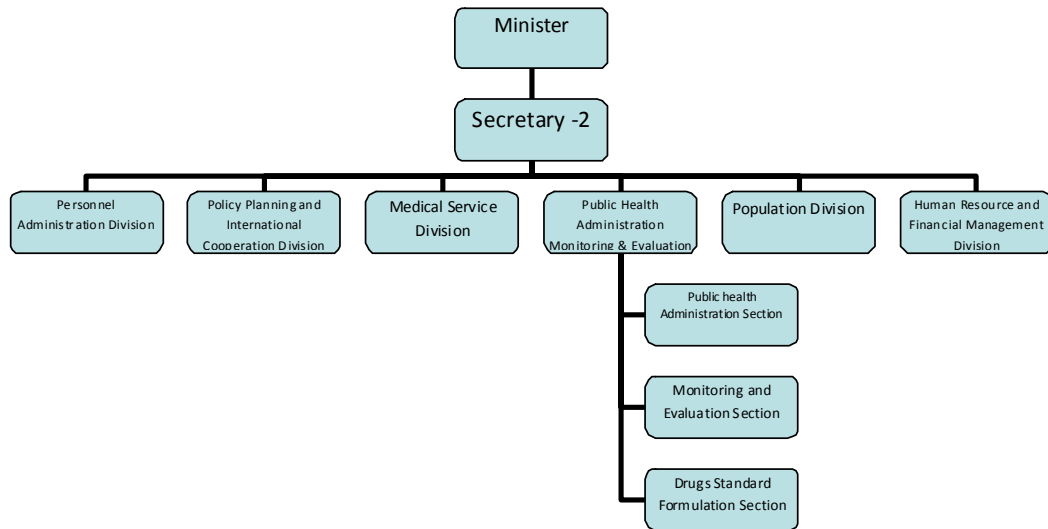 Minister
Secretary -2
Personnel
Administration Division
Policy Planning and
International
Cooperation Division
Medical Service
Division
Public Health
Administration
Monitoring & Evaluation
Population Division
Human Resource and
Financial Management
Division
Public health
Administration Section
Monitoring and
Evaluation Section
Drugs Standard
Formulation Section